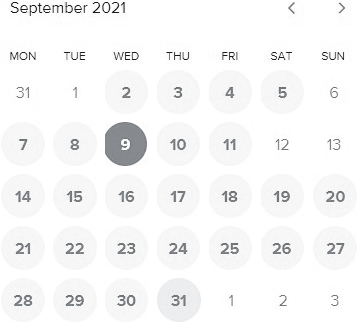 September 2021
MON TUE WED THU FRI SAT SUN
31 1 2 3 4 5 6
7 8 9 10 11 12 13
14 15 16 17 18 19 20
21 22 23 24 25 26 27
28 29 30 31 1 2 3